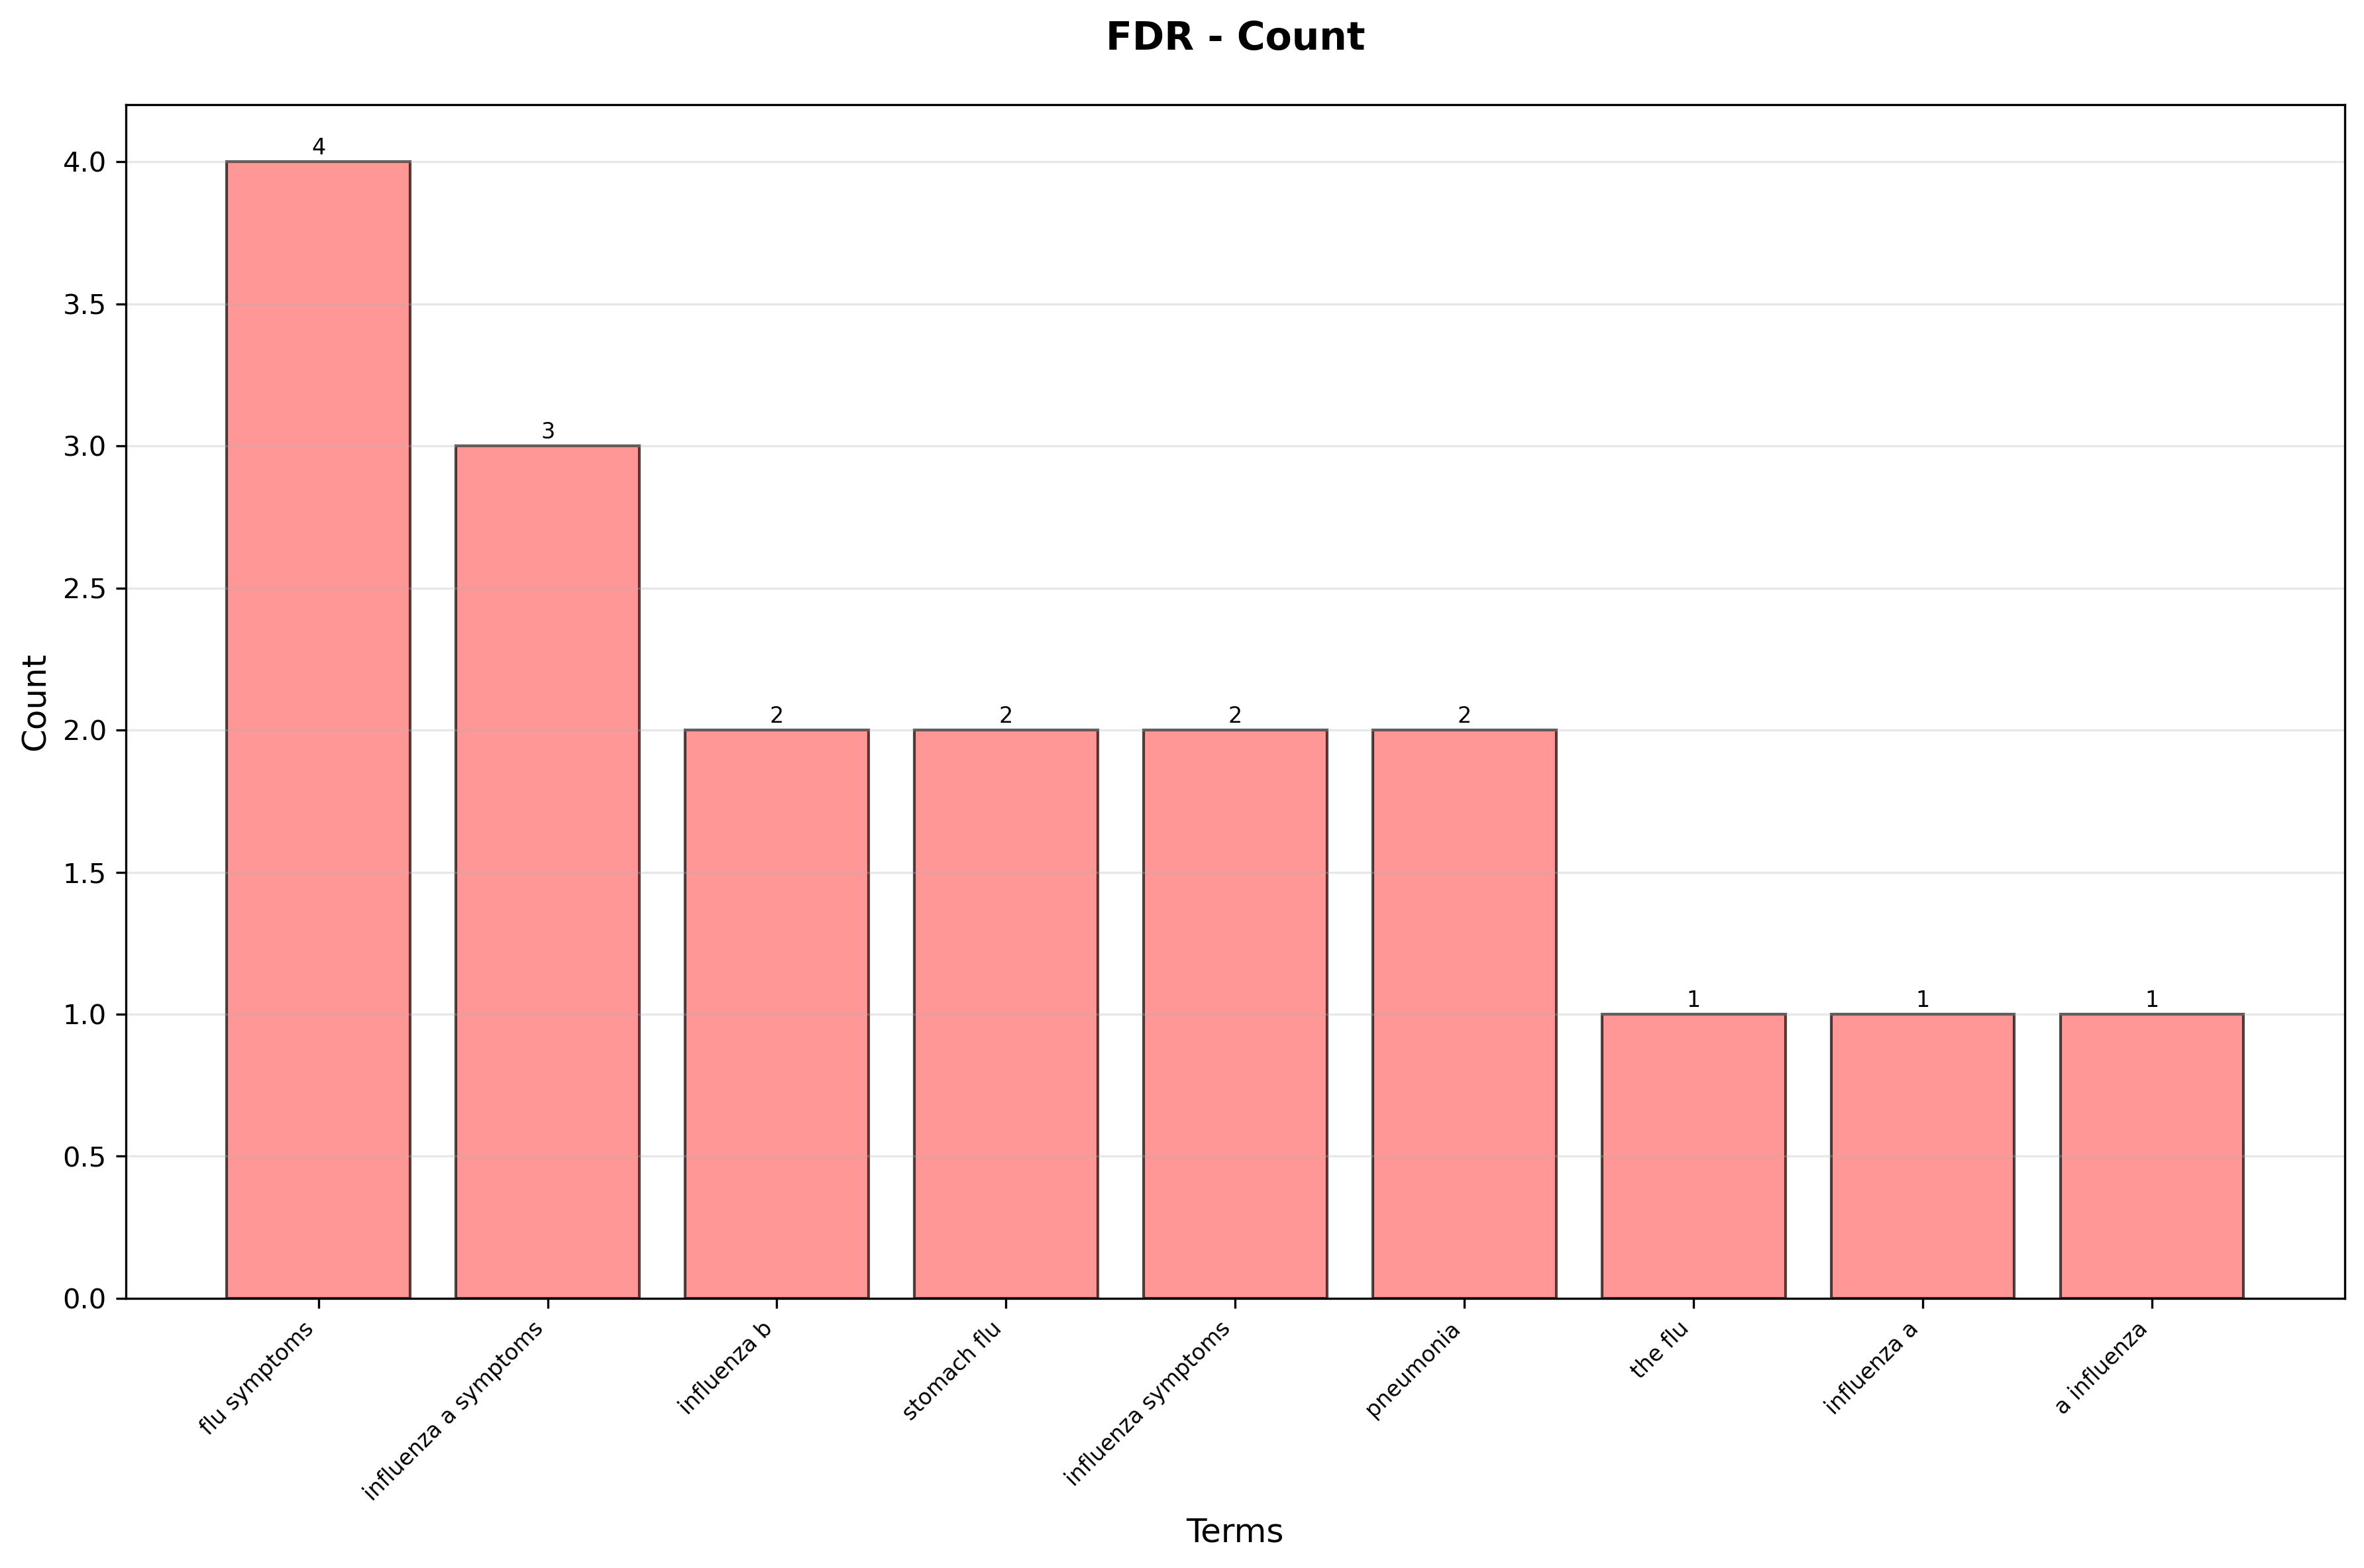 FDR - Count
4
4.0
3.5
3
3.0
2.5
Count
2 2 2 2
2.0
1.5
1 1 1
1.0
0.5
0.0
flu symptoms
influenza a symptoms
influenza b
stomach flu
influenza symptoms
pneumonia
the flu
influenza a
a influenza
Terms